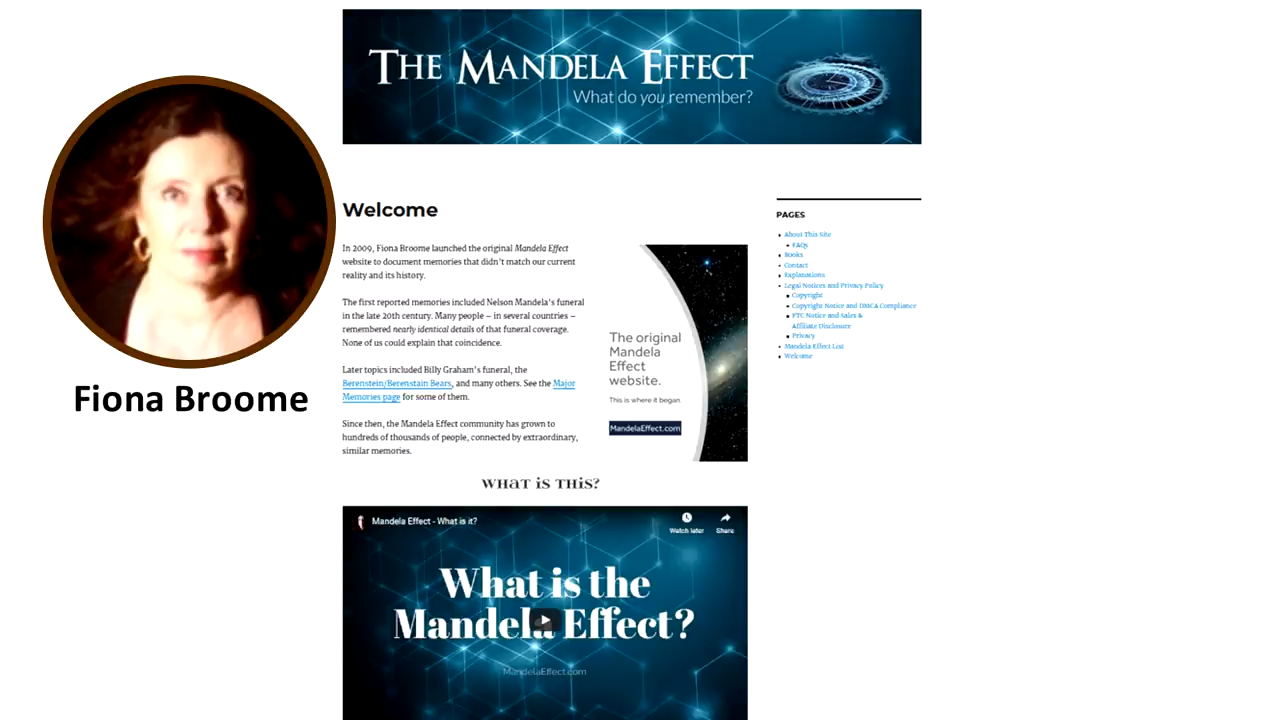 THE MANDELA EFFECT
What do you remember?
Fiona Broome
Welcome
In 2009, Fiona Broome launched the original Mandela Effect
website to document memories that didn't match our current
reality and its history.
The first reported memories included Nelson Mandela's funeral
in the late 20th century. Many people – in several countries –
remembered nearly identical details of that funeral coverage.
None of us could explain that coincidence.
Later topics included Billy Graham's funeral, the
Berenstein/Berenstain Bears, and many others. See the Major
Memories page for some of them.
Since then, the Mandela Effect community has grown to
hundreds of thousands of people, connected by extraordinary,
similar memories.
The original
Mandela
Effect
website.
This is where it began.
MandelaEffect.com
PAGES
About This Site
FAQs
Books
Contact
Explanations
Legal Notices and Privacy Policy
Copyright
Copyright Notice and DMCA Compliance
FTC Notice and Sales &
Affiliate Disclosure
Privacy
Mandela Effect List
Welcome
WHAT IS THIS?
Mandela Effect - What is it?
Watch later
Share
What is the
Mandela Effect?
MandelaEffect.com